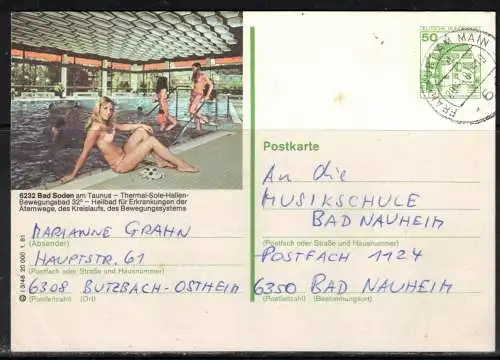 DEUTSCHE BUNDESPOST
50
FRANKFURT AM MAIN
6232 Bad Soden am Taunus – Thermal-Sole-Hallen-
Bewegungsbad 32° – Heilbad für Erkrankungen der
Atemwege, des Kreislaufs, des Bewegungssystems
Postkarte
An die
MUSIKSCHULE
BAD NAUHEIM
MARIANNE GRAHN
(Absender)
(Postfach oder Straße und Hausnummer)
HAUPTSTR. 61
POSTFACH 1124
(Postfach oder Straße und Hausnummer)
6308 BUTZBACH-OSTHEIM
6350 BAD NAUHEIM
(Postleitzahl) (Ort)
(Postleitzahl) (Bestimmungsort)
20 000 1. 81